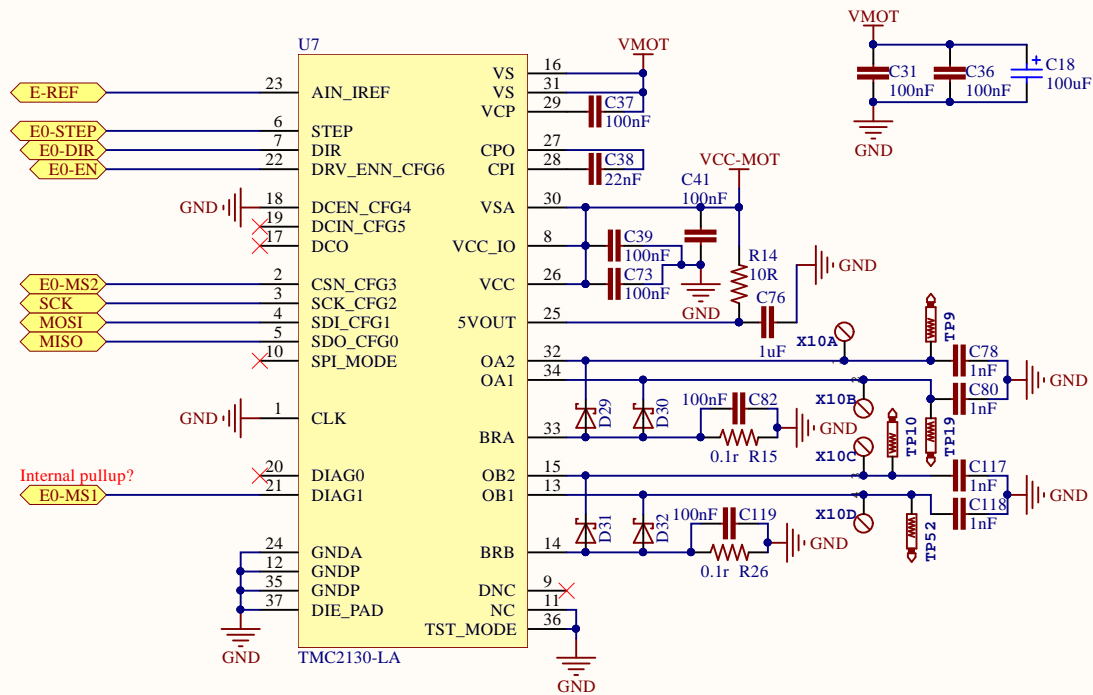 U7
E-REF
23
AIN_IREF
E0-STEP
6
STEP
E0-DIR
7
DIR
E0-EN
22
DRV_ENN_CFG6
GND
18
DCEN_CFG4
19
DCIN_CFG5
17
DCO
E0-MS2
2
CSN_CFG3
SCK
3
SCK_CFG2
MOSI
4
SDI_CFG1
MISO
5
SDO_CFG0
10
SPI_MODE
GND
1
CLK
Internal pullup?
20
DIAG0
E0-MS1
21
DIAG1
24
GNDA
12
GNDP
35
GNDP
37
DIE_PAD
GND
TMC2130-LA
VS
16
VS
31
VCP
29
CPO
27
CPI
28
VSA
30
VCC_IO
8
VCC
26
5VOUT
25
OA2
32
OA1
34
BRA
33
OB2
15
OB1
13
BRB
14
DNC
9
NC
11
TST_MODE
36
GND
VMOT
C37
100nF
C38
22nF
VCC-MOT
C41
100nF
C39
100nF
C73
100nF
GND
R14
10R
C76
1uF
GND
VMOT
C31
100nF
C36
100nF
+
C18
100uF
GND
X10A
1
TP9
C78
1nF
GND
X10B
2
C80
1nF
TP19
D29
D30
100nF
C82
0.1r
R15
GND
TP10
X10C
3
C117
1nF
GND
X10D
4
C118
1nF
TP52
D31
D32
100nF
C119
0.1r
R26
GND